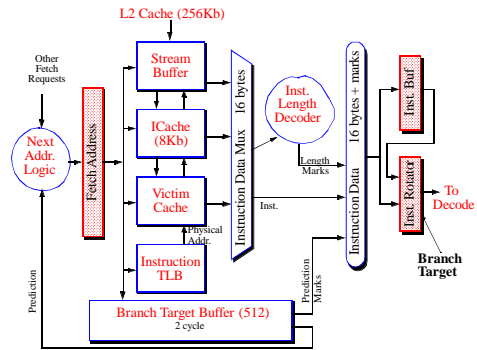 L2 Cache (256Kb)
Other
Fetch
Requests
Next
Addr.
Logic
Fetch Address
Stream
Buffer
ICache
(8Kb)
Victim
Cache
Physical
Addr.
Instruction
TLB
Branch Target Buffer (512)
2 cycle
Prediction
Instruction Data Mux 16 bytes
Inst.
Length
Decoder
Length
Marks
Inst.
Prediction
Marks
Instruction Data 16 bytes + marks
Inst. Buf
Inst. Rotator
To
Decode
Branch
Target